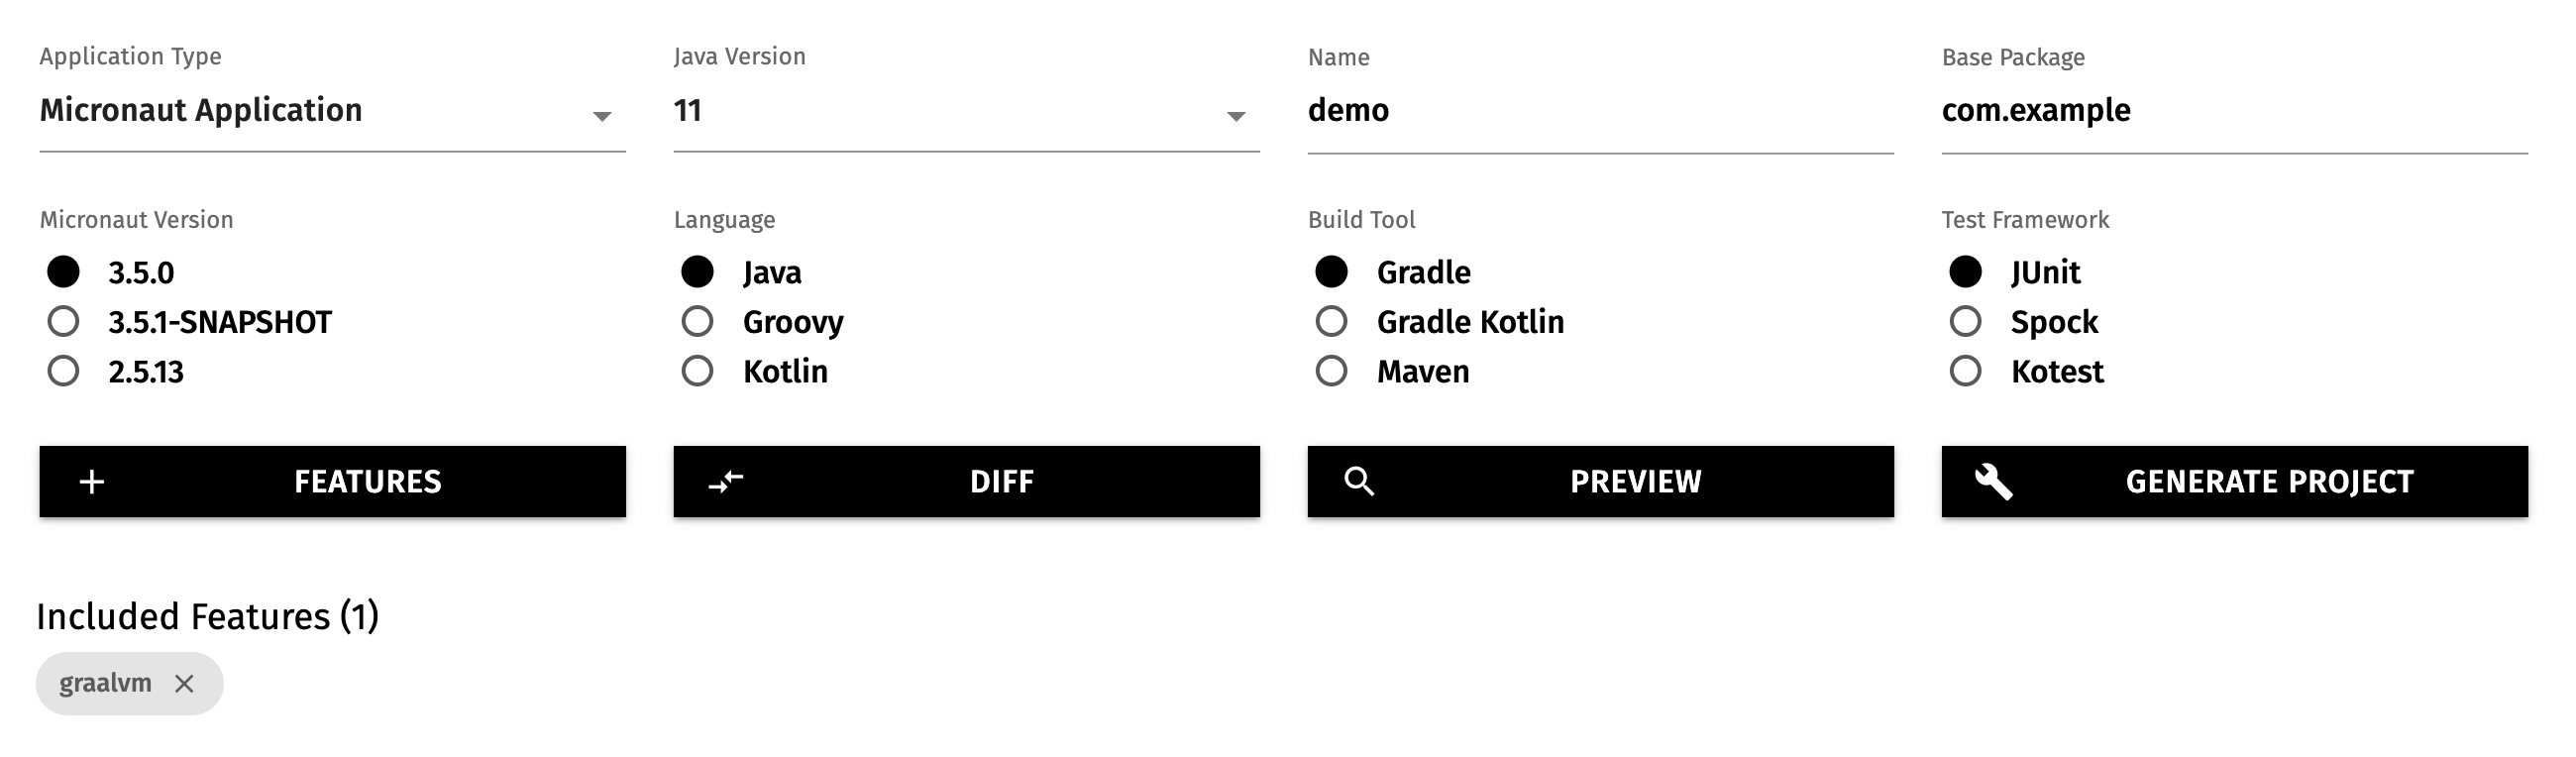 Application Type
Micronaut Application
Java Version
11
Name
demo
Base Package
com.example
Micronaut Version
3.5.0
3.5.1-SNAPSHOT
2.5.13
Language
Java
Groovy
Kotlin
Build Tool
Gradle
Gradle Kotlin
Maven
Test Framework
JUnit
Spock
Kotest
FEATURES
DIFF
PREVIEW
GENERATE PROJECT
Included Features (1)
graalvm